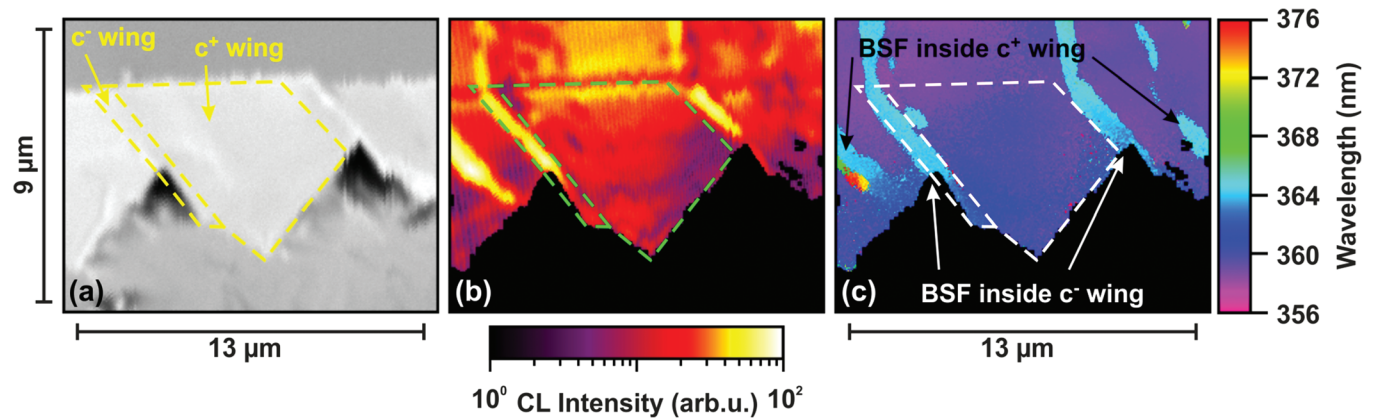 9 µm
c- wing
c+ wing
(a)
13 µm
(b)
10⁰ CL Intensity (arb.u.) 10²
BSF inside c+ wing
BSF inside c- wing
(c)
13 µm
376
372
368
364
360
356
Wavelength (nm)